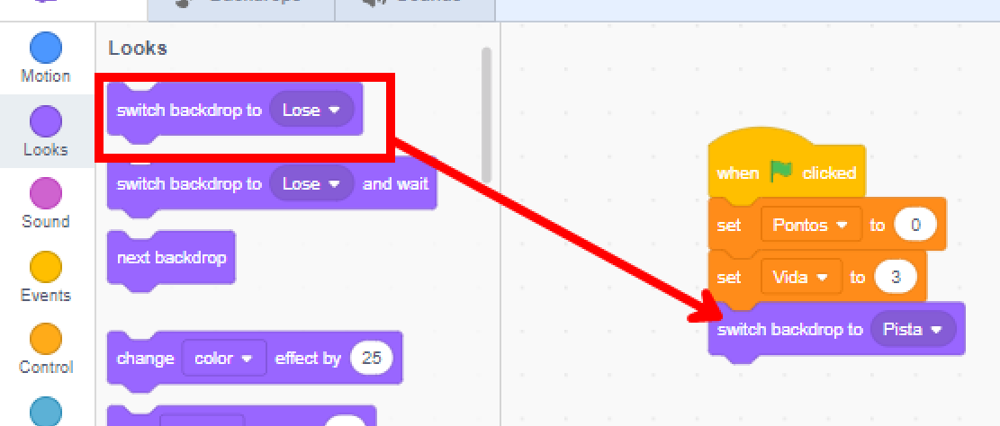 Backdrops
Sounds
Motion
Looks
Sound
Events
Control
Looks
switch backdrop to Lose
switch backdrop to Lose and wait
next backdrop
change color effect by 25
when clicked
set Pontos to 0
set Vida to 3
switch backdrop to Pista